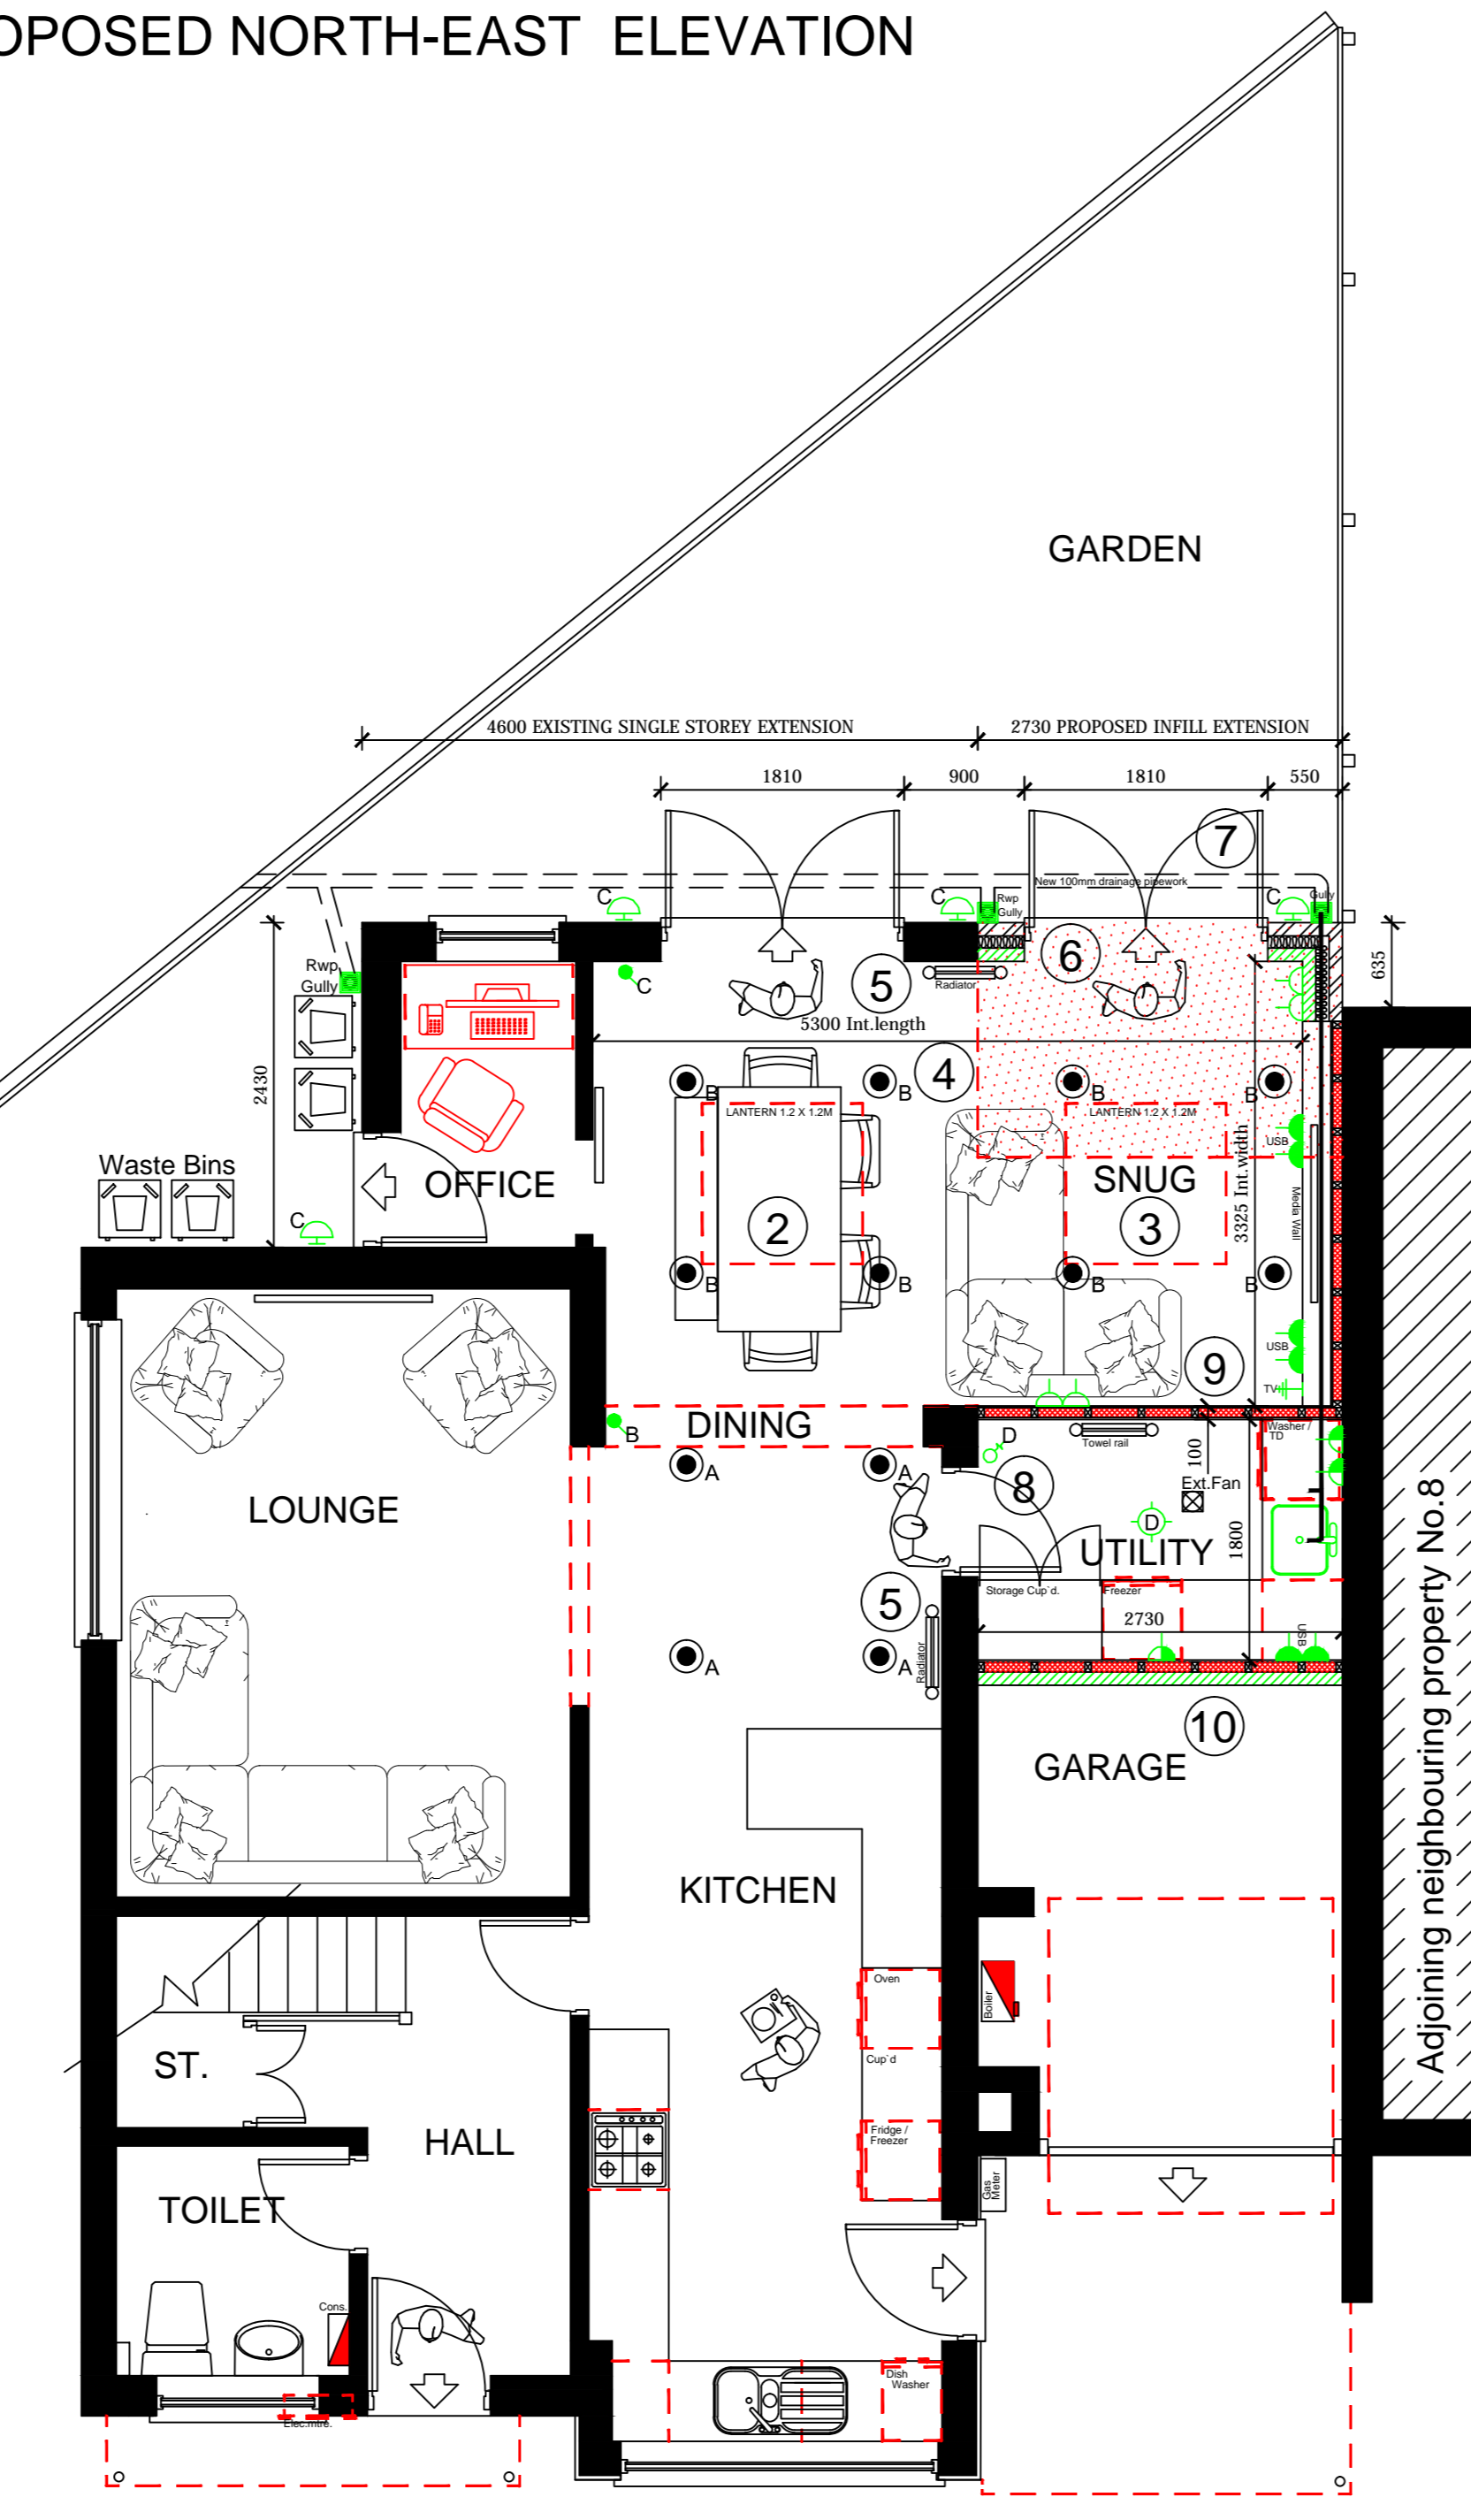 OPOSED NORTH-EAST ELEVATION
GARDEN
4600 EXISTING SINGLE STOREY EXTENSION
2730 PROPOSED INFILL EXTENSION
1810
900
1810
550
7
New 100mm drainage pipework
C
C
C
Rwp
Gully
Gully
Rwp
Gully
C
5
Radiator
6
635
5300 Int.length
4
2430
B
B
B
B
LANTERN 1.2 X 1.2M
LANTERN 1.2 X 1.2M
USB
Waste Bins
OFFICE
SNUG
C
2
3
3325 Int.width
Media Wall
B
B
B
B
USB
9
TV
DINING
B
D
Towel rail
Washer /
TD
100
A
A
8
Ext.Fan
LOUNGE
D
UTILITY
1800
5
Storage Cup`d.
Freezer
2730
USB
A
A
Radiator
10
GARAGE
Adjoining neighbouring property No.8
KITCHEN
Oven
Boiler
Cup`d
ST.
HALL
Fridge /
Freezer
Gas
Meter
TOILET
Cons.
Dish
Washer
Elec.mtre.